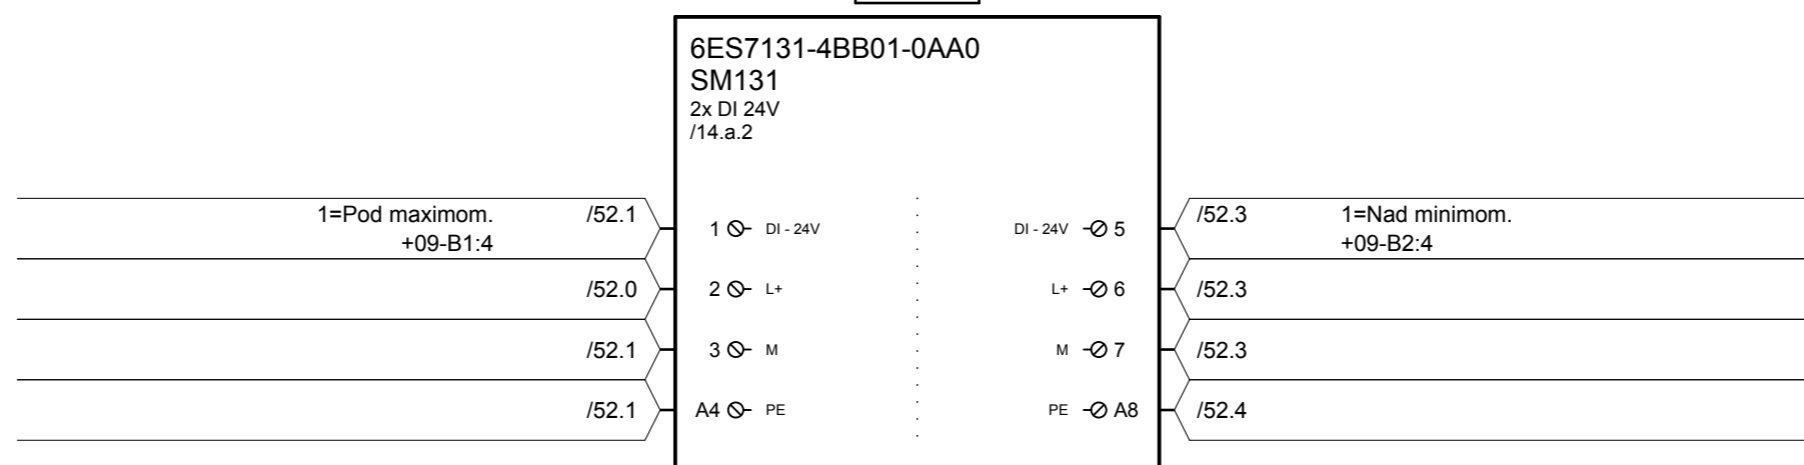 6ES7131-4BB01-0AA0
SM131
2x DI 24V
/14.a.2
1=Pod maximom. /52.1 1 DI - 24V DI - 24V 5 /52.3 1=Nad minimom.
+09-B1:4 +09-B2:4
/52.0 2 L+ L+ 6 /52.3
/52.1 3 M M 7 /52.3
/52.1 A4 PE PE A8 /52.4